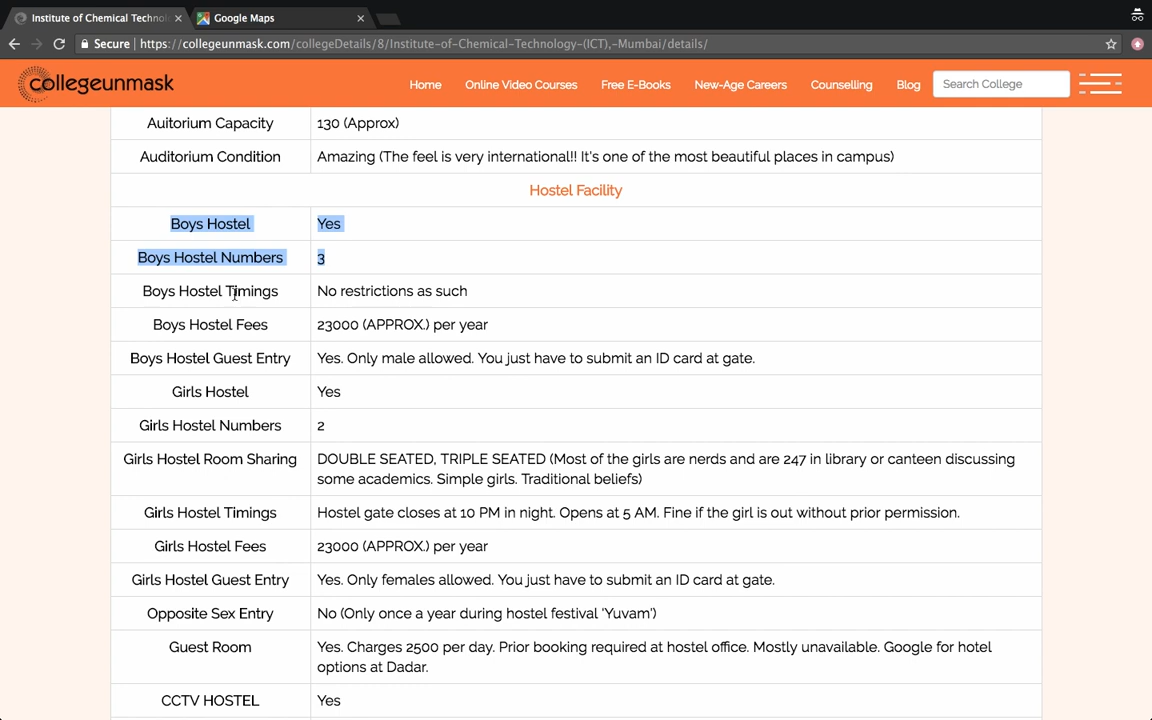 Institute of Chemical Technolo
Google Maps
Secure
https://collegeunmask.com/collegeDetails/8/Institute-of-Chemical-Technology-(ICT),-Mumbai/details/
collegeunmask
Home
Online Video Courses
Free E-Books
New-Age Careers
Counselling
Blog
Search College
Auitorium Capacity
130 (Approx)
Auditorium Condition
Amazing (The feel is very international!! It's one of the most beautiful places in campus)
Hostel Facility
Boys Hostel
Yes
Boys Hostel Numbers
3
Boys Hostel Timings
No restrictions as such
Boys Hostel Fees
23000 (APPROX.) per year
Boys Hostel Guest Entry
Yes. Only male allowed. You just have to submit an ID card at gate.
Girls Hostel
Yes
Girls Hostel Numbers
2
Girls Hostel Room Sharing
DOUBLE SEATED, TRIPLE SEATED (Most of the girls are nerds and are 247 in library or canteen discussing
some academics. Simple girls. Traditional beliefs)
Girls Hostel Timings
Hostel gate closes at 10 PM in night. Opens at 5 AM. Fine if the girl is out without prior permission.
Girls Hostel Fees
23000 (APPROX.) per year
Girls Hostel Guest Entry
Yes. Only females allowed. You just have to submit an ID card at gate.
Opposite Sex Entry
No (Only once a year during hostel festival 'Yuvam')
Guest Room
Yes. Charges 2500 per day. Prior booking required at hostel office. Mostly unavailable. Google for hotel
options at Dadar.
CCTV HOSTEL
Yes